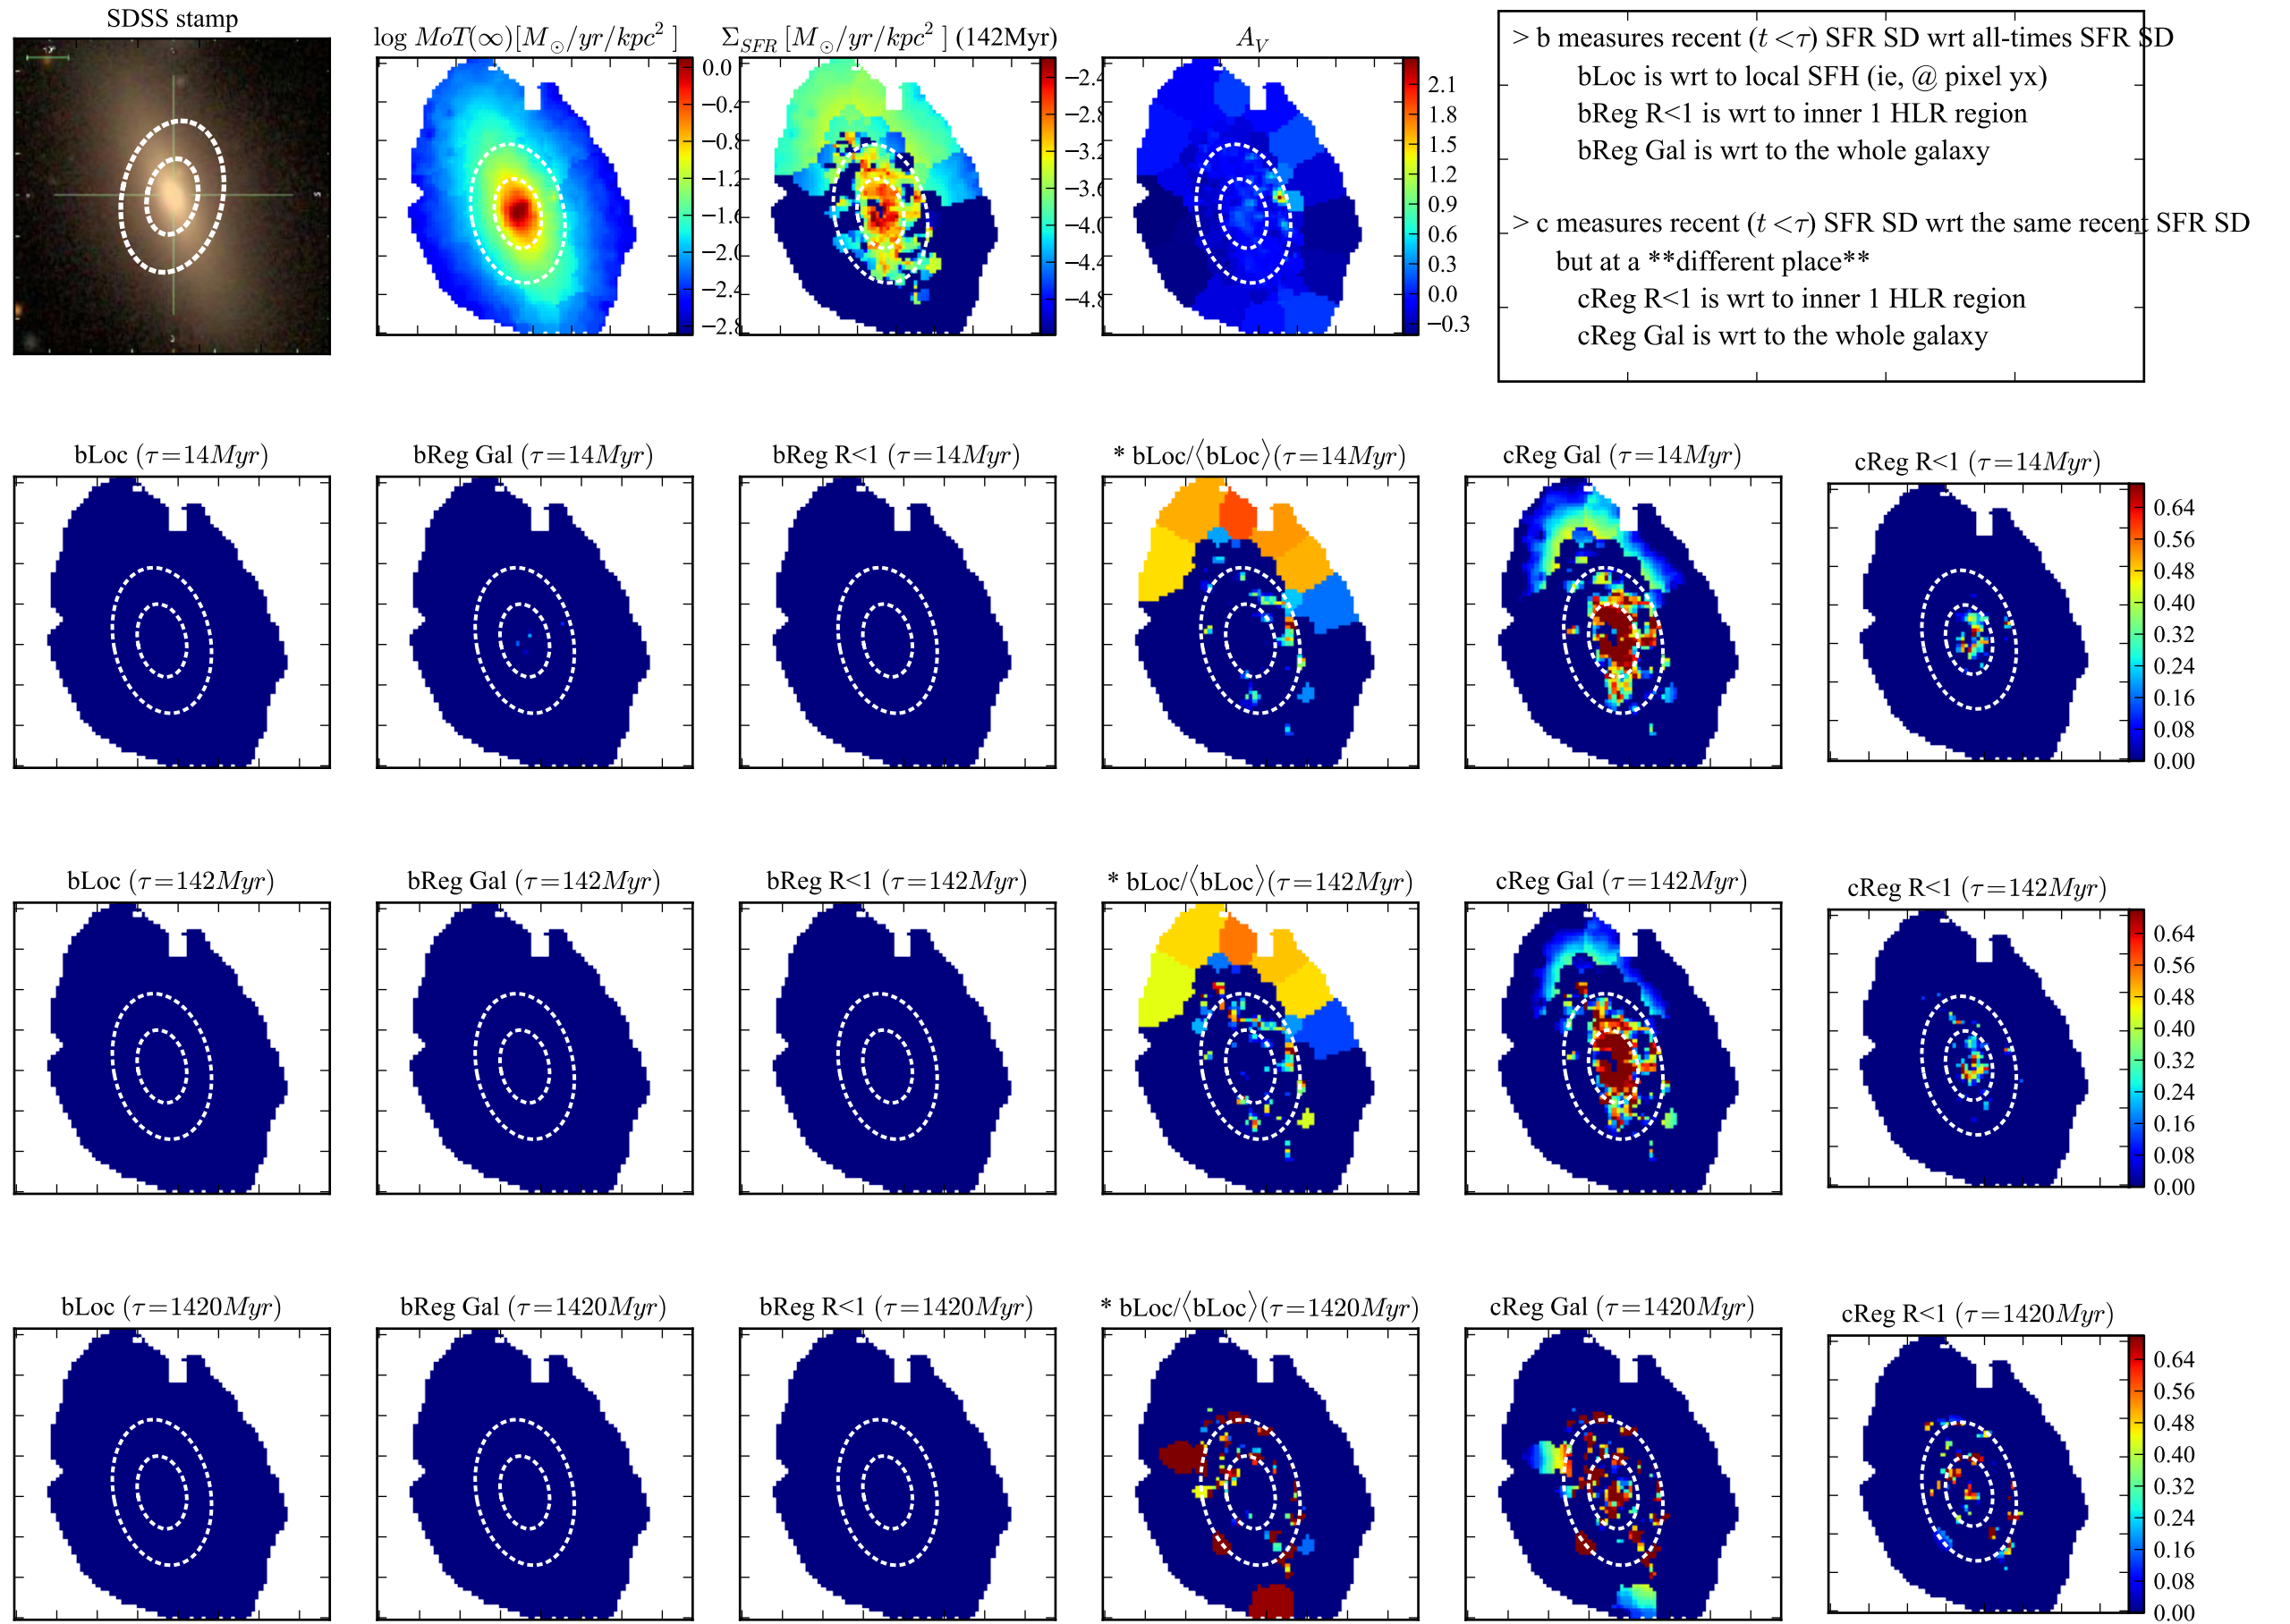 SDSS stamp
log MoT(∞)[M⊙/yr/kpc² ]
Σ_SFR [M⊙/yr/kpc² ] (142Myr)
A_V
0.0
−0.4
−0.8
−1.2
−1.6
−2.0
−2.4
−2.8
−2.4
−2.8
−3.2
−3.6
−4.0
−4.4
−4.8
2.1
1.8
1.5
1.2
0.9
0.6
0.3
0.0
−0.3
> b measures recent (t <τ) SFR SD wrt all-times SFR SD
bLoc is wrt to local SFH (ie, @ pixel yx)
bReg R<1 is wrt to inner 1 HLR region
bReg Gal is wrt to the whole galaxy
> c measures recent (t <τ) SFR SD wrt the same recent SFR SD
but at a **different place**
cReg R<1 is wrt to inner 1 HLR region
cReg Gal is wrt to the whole galaxy
bLoc (τ=14Myr)
bReg Gal (τ=14Myr)
bReg R<1 (τ=14Myr)
* bLoc/⟨bLoc⟩(τ=14Myr)
cReg Gal (τ=14Myr)
cReg R<1 (τ=14Myr)
0.64
0.56
0.48
0.40
0.32
0.24
0.16
0.08
0.00
bLoc (τ=142Myr)
bReg Gal (τ=142Myr)
bReg R<1 (τ=142Myr)
* bLoc/⟨bLoc⟩(τ=142Myr)
cReg Gal (τ=142Myr)
cReg R<1 (τ=142Myr)
0.64
0.56
0.48
0.40
0.32
0.24
0.16
0.08
0.00
bLoc (τ=1420Myr)
bReg Gal (τ=1420Myr)
bReg R<1 (τ=1420Myr)
* bLoc/⟨bLoc⟩(τ=1420Myr)
cReg Gal (τ=1420Myr)
cReg R<1 (τ=1420Myr)
0.64
0.56
0.48
0.40
0.32
0.24
0.16
0.08
0.00